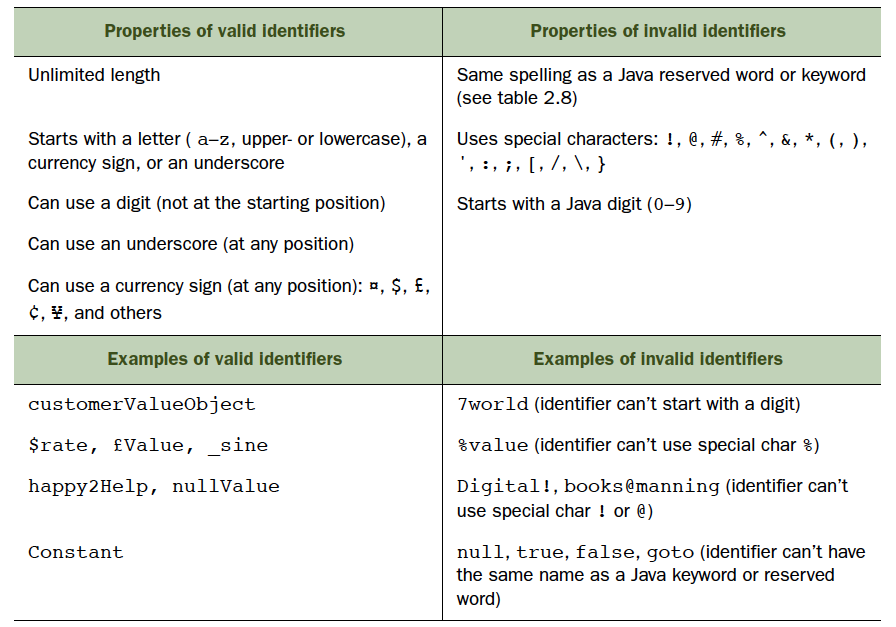 Properties of valid identifiers
Properties of invalid identifiers
Unlimited length
Same spelling as a Java reserved word or keyword
(see table 2.8)
Starts with a letter ( a–z, upper- or lowercase), a
currency sign, or an underscore
Uses special characters: !, @, #, %, ^, &, *, (, ),
', :, ;, [, /, \, }
Can use a digit (not at the starting position)
Starts with a Java digit (0–9)
Can use an underscore (at any position)
Can use a currency sign (at any position): ¤, $, £,
¢, ¥, and others
Examples of valid identifiers
Examples of invalid identifiers
customerValueObject
7world (identifier can’t start with a digit)
$rate, £Value, _sine
%value (identifier can’t use special char %)
happy2Help, nullValue
Digital!, books@manning (identifier can’t
use special char ! or @)
Constant
null, true, false, goto (identifier can’t have
the same name as a Java keyword or reserved
word)